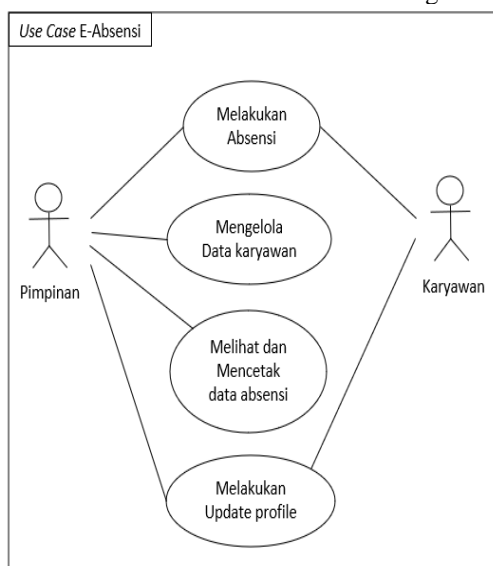 Use Case E-Absensi
Melakukan
Absensi
Mengelola
Data karyawan
Pimpinan
Karyawan
Melihat dan
Mencetak
data absensi
Melakukan
Update profile